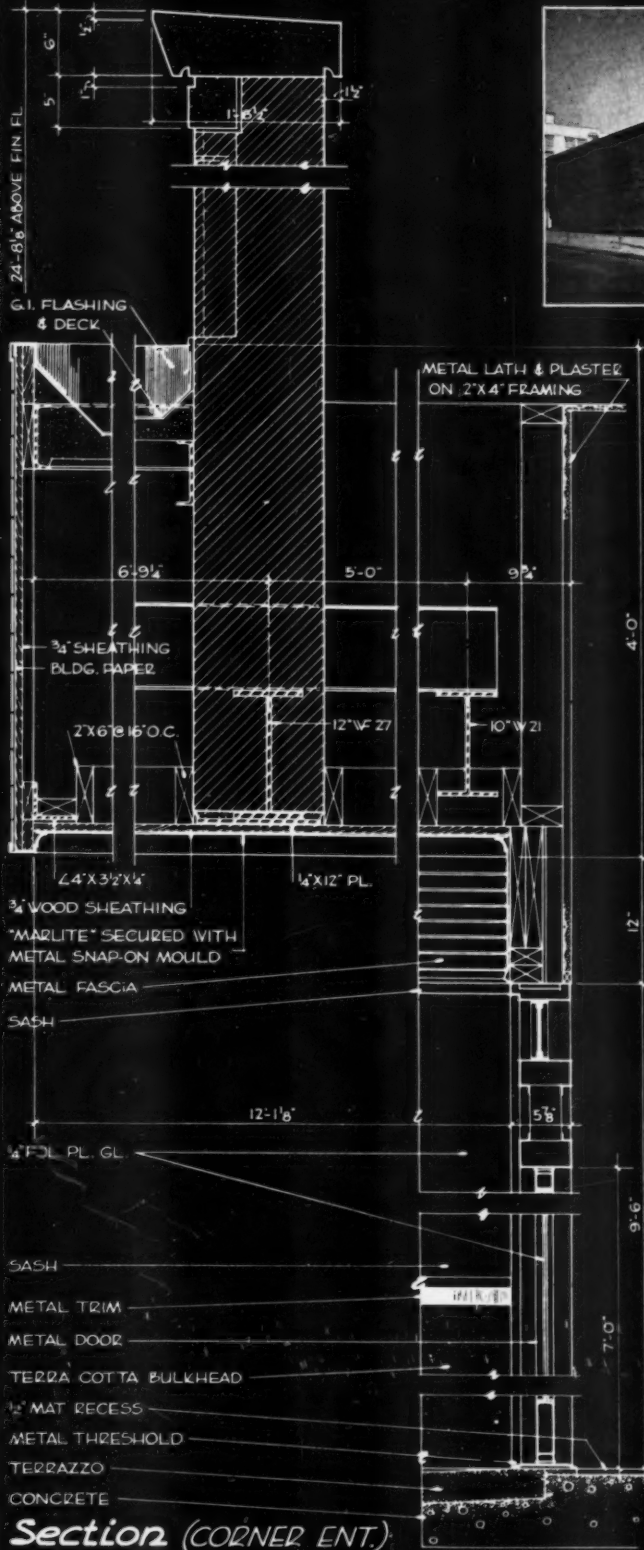 ½"
6"
1½"
5"
1'-8½"
1½"
24'-8⅛" ABOVE FIN. FL.
G.I. FLASHING
& DECK
METAL LATH & PLASTER
ON 2"X4" FRAMING
6'-9¼"
5'-0"
9¾"
4'-0"
¾" SHEATHING
BLDG. PAPER
2"X6"@16"O.C.
12" WF 27
10" W 21
∠4"X3½"X¼"
¼"X12" PL.
¾" WOOD SHEATHING
"MARLITE" SECURED WITH
METAL SNAP-ON MOULD
METAL FASCIA
12"
SASH
12'-1⅛"
5⅞"
PL. GL.
9'-6"
SASH
METAL TRIM
METAL DOOR
7'-0"
TERRA COTTA BULKHEAD
½" MAT RECESS
METAL THRESHOLD
TERRAZZO
CONCRETE
Section (CORNER ENT.)